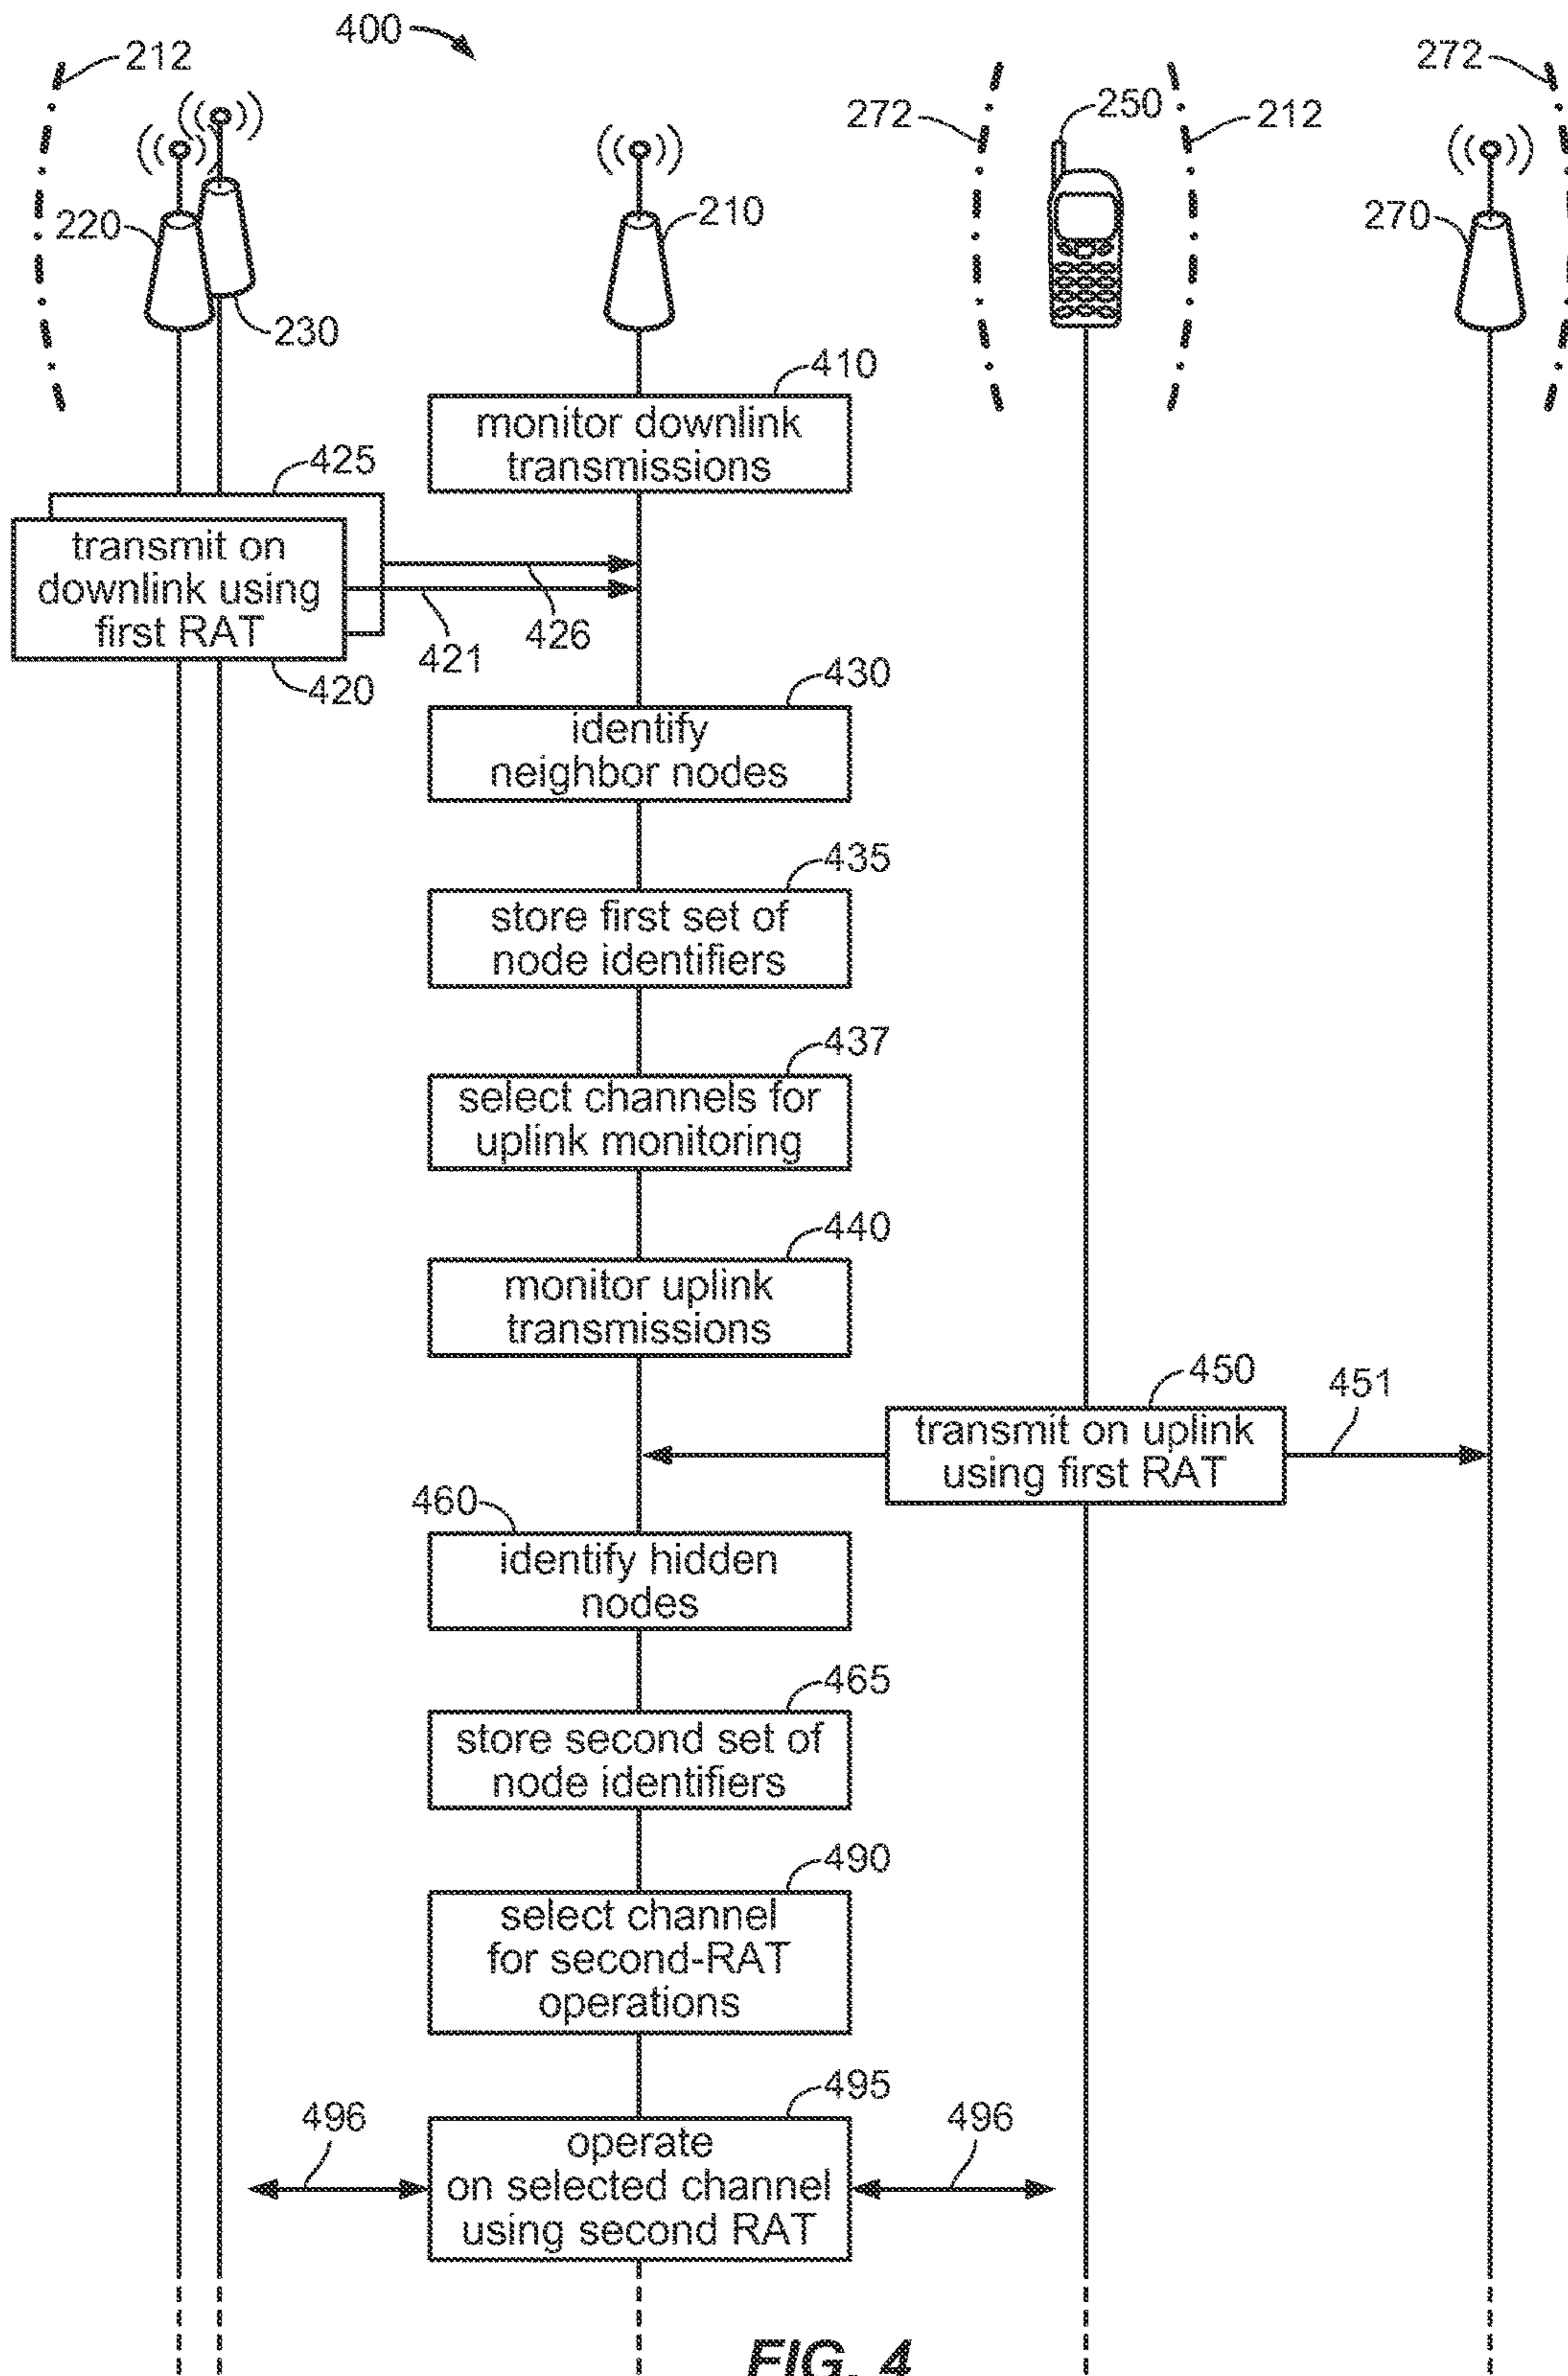 400
212
272
272
250
212
220
210
270
230
410
monitor downlink
transmissions
425
transmit on
downlink using
first RAT
426
421
420
430
identify
neighbor nodes
435
store first set of
node identifiers
437
select channels for
uplink monitoring
440
monitor uplink
transmissions
450
451
transmit on uplink
using first RAT
460
identify hidden
nodes
465
store second set of
node identifiers
490
select channel
for second-RAT
operations
495
496
496
operate
on selected channel
using second RAT
FIG. 4